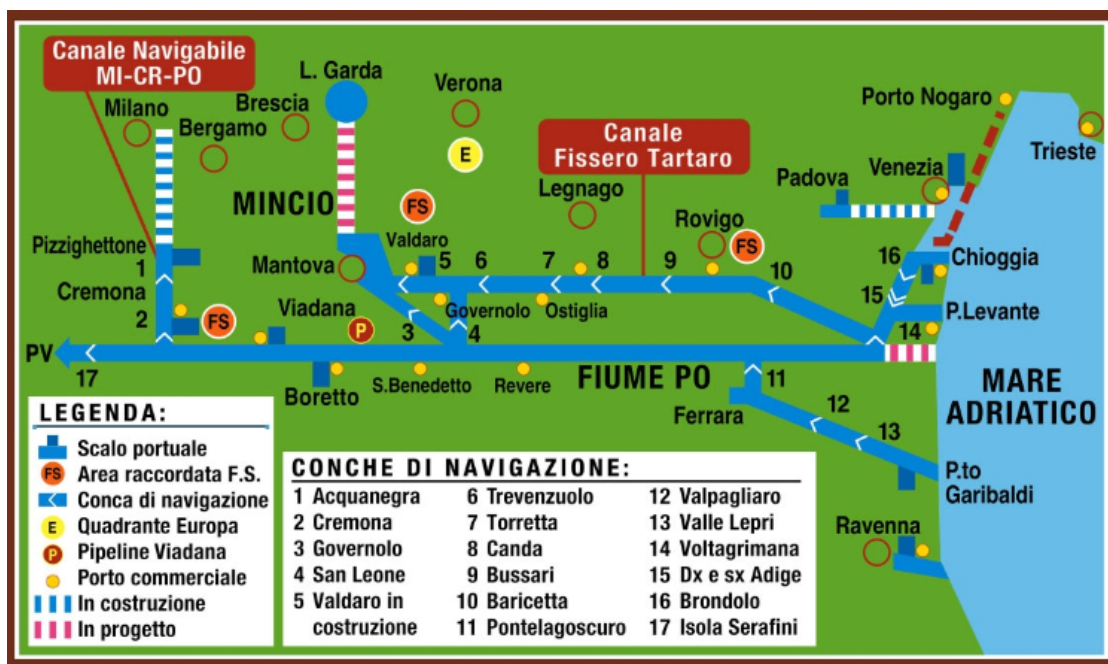 Canale Navigabile
MI-CR-PO
L. Garda
Verona
Porto Nogaro
Milano
Brescia
Bergamo
Canale
Fissero Tartaro
Trieste
E
Venezia
Padova
Legnago
MINCIO
FS
Rovigo
FS
Pizzighettone
Valdaro
Mantova
1
5
6
7
8
9
10
16
Chioggia
Cremona
Governolo
Ostiglia
15
P.Levante
2
FS
Viadana
P
3
4
14
PV
17
Boretto
S.Benedetto
Revere
FIUME PO
11
MARE
ADRIATICO
Ferrara
12
13
P.to
Garibaldi
Ravenna
LEGENDA:
Scalo portuale
FS Area raccordata F.S.
Conca di navigazione
E Quadrante Europa
P Pipeline Viadana
Porto commerciale
In costruzione
In progetto
CONCHE DI NAVIGAZIONE:
1 Acquanegra
2 Cremona
3 Governolo
4 San Leone
5 Valdaro in
costruzione
6 Trevenzuolo
7 Torretta
8 Canda
9 Bussari
10 Baricetta
11 Pontelagoscuro
12 Valpagliaro
13 Valle Lepri
14 Voltagrimana
15 Dx e sx Adige
16 Brondolo
17 Isola Serafini